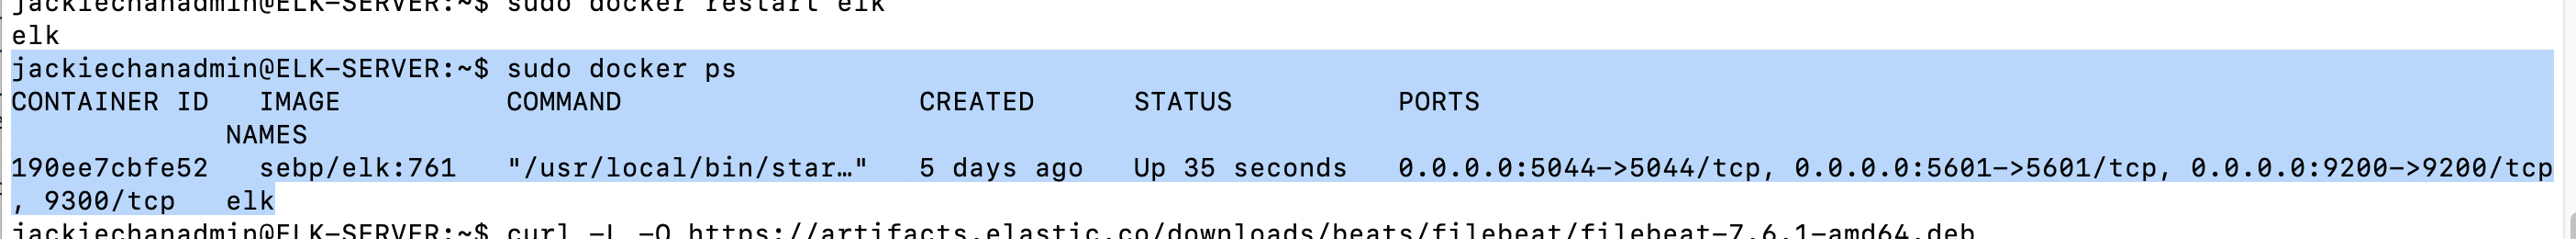 jackiechanadmin@ELK-SERVER:~$ sudo docker restart elk
elk
jackiechanadmin@ELK-SERVER:~$ sudo docker ps
CONTAINER ID   IMAGE          COMMAND                  CREATED      STATUS          PORTS
             NAMES
190ee7cbfe52   sebp/elk:761   "/usr/local/bin/star…"   5 days ago   Up 35 seconds   0.0.0.0:5044->5044/tcp, 0.0.0.0:5601->5601/tcp, 0.0.0.0:9200->9200/tcp
, 9300/tcp   elk
jackiechanadmin@ELK-SERVER:~$ curl -L -O https://artifacts.elastic.co/downloads/beats/filebeat/filebeat-7.6.1-amd64.deb